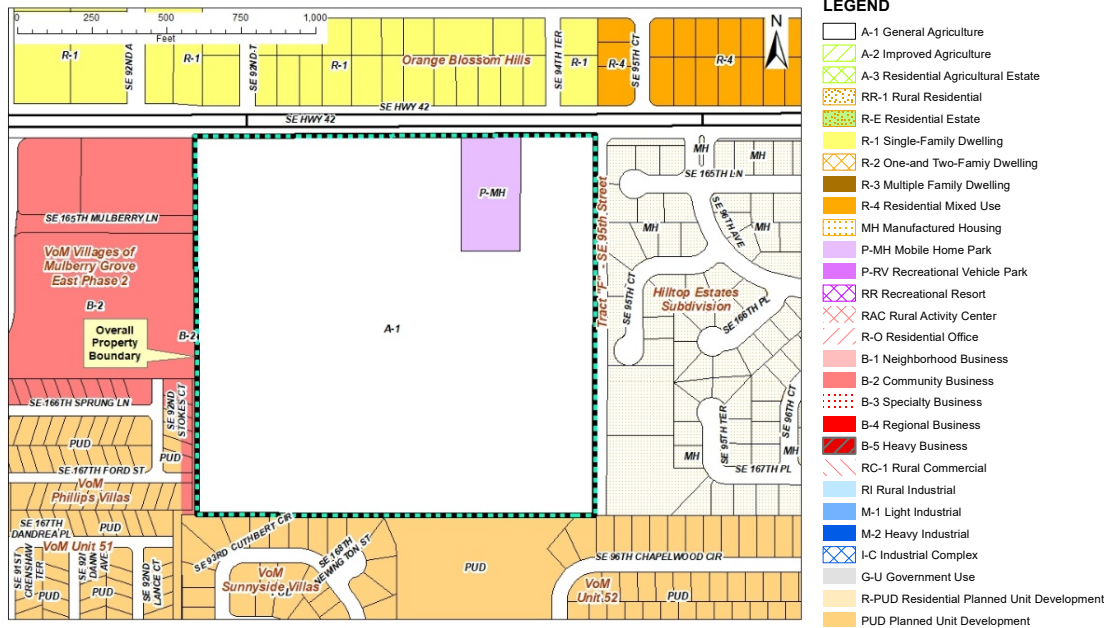 0 250 500 750 1,000
Feet
N
R-1
SE 92ND A
R-1
SE 92ND T
R-1
Orange Blossom Hills
SE 94TH TER
R-1
R-4
SE 95TH CT
R-4
SE HWY 42
SE HWY 42
P-MH
MH
MH
SE 165TH LN
SE 96TH AVE
MH
MH
SE 165TH MULBERRY LN
VoM Villages of
Mulberry Grove
East Phase 2
B-2
B-2
Overall
Property
Boundary
A-1
Tract "F" - SE 95th Street
SE 95TH CT
Hilltop Estates
Subdivision
SE 166TH PL
SE 166TH SPRUNG LN
SE 92ND
STOKES CT
PUD
PUD
SE 167TH FORD ST
VoM
Phillips Villas
SE 95TH TER
SE 96TH CT
MH
MH
SE 167TH PL
SE 167TH
DANDREA PL
PUD
VoM Unit 51
SE 91ST
CRENSHAW
TER
PUD
SE 92ND
DANN
AVE
PUD
SE 92ND
LANCE CT
SE 93RD CUTHBERT CIR
SE 168TH
NEWINGTON ST
VoM
Sunnyside Villas
PUD
PUD
SE 96TH CHAPELWOOD CIR
VoM
Unit 52
LEGEND
A-1 General Agriculture
A-2 Improved Agriculture
A-3 Residential Agricultural Estate
RR-1 Rural Residential
R-E Residential Estate
R-1 Single-Family Dwelling
R-2 One-and Two-Famiy Dwelling
R-3 Multiple Family Dwelling
R-4 Residential Mixed Use
MH Manufactured Housing
P-MH Mobile Home Park
P-RV Recreational Vehicle Park
RR Recreational Resort
RAC Rural Activity Center
R-O Residential Office
B-1 Neighborhood Business
B-2 Community Business
B-3 Specialty Business
B-4 Regional Business
B-5 Heavy Business
RC-1 Rural Commercial
RI Rural Industrial
M-1 Light Industrial
M-2 Heavy Industrial
I-C Industrial Complex
G-U Government Use
R-PUD Residential Planned Unit Development
PUD Planned Unit Development